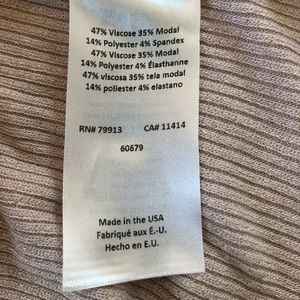 47% Viscose 35% Modal
14% Polyester 4% Spandex
47% Viscose 35% Modal
14% Polyester 4% Élasthanne
47% viscosa 35% tela modal
14% poliester 4% elastano
RN# 79913 CA# 11414
60679
Made in the USA
Fabriqué aux É.-U.
Hecho en E.U.